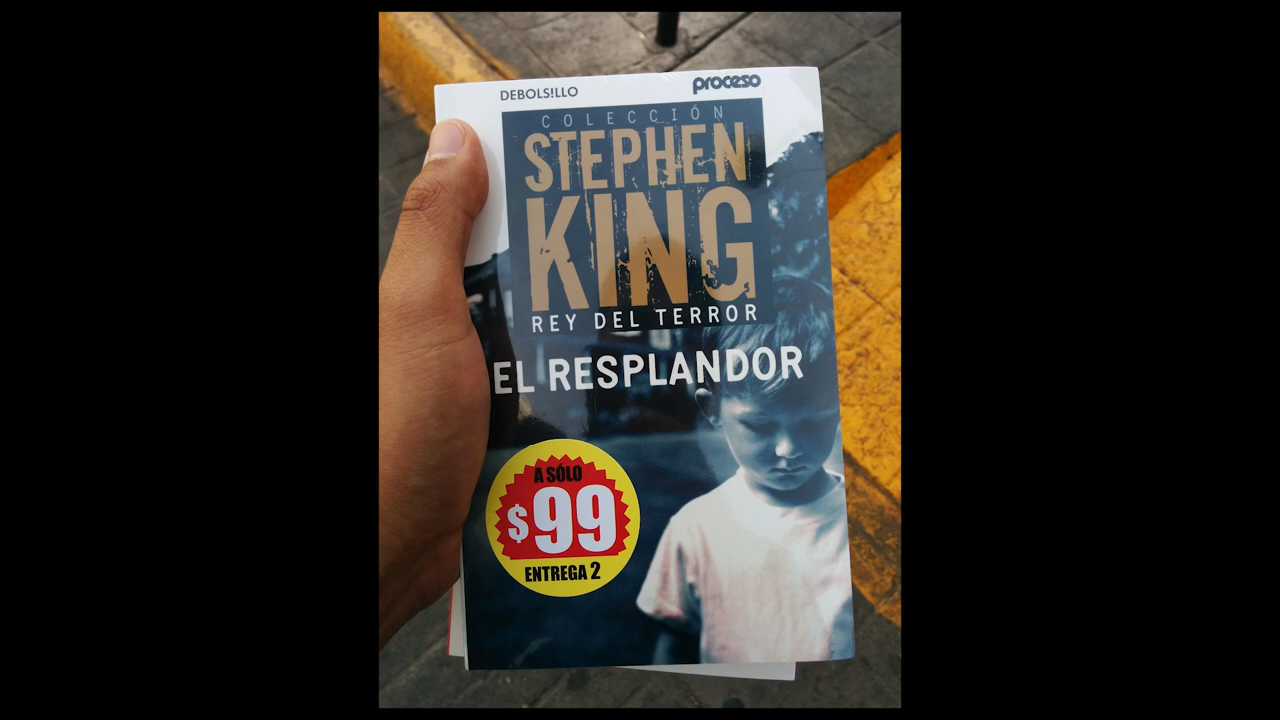 DEBOLS!LLO
proceso
COLECCIÓN
STEPHEN
KING
REY DEL TERROR
EL RESPLANDOR
A SÓLO
$99
ENTREGA 2